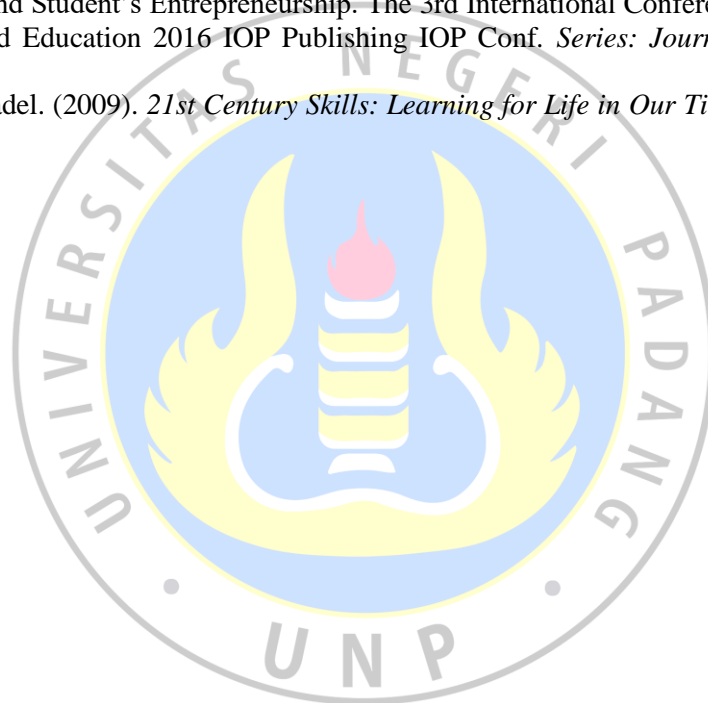 nd Student's Entrepreneurship. The 3rd International Confere
d Education 2016 IOP Publishing IOP Conf. Series: Journ
adel. (2009). 21st Century Skills: Learning for Life in Our Ti
UNIVERSITAS NEGERI PADANG
UNP